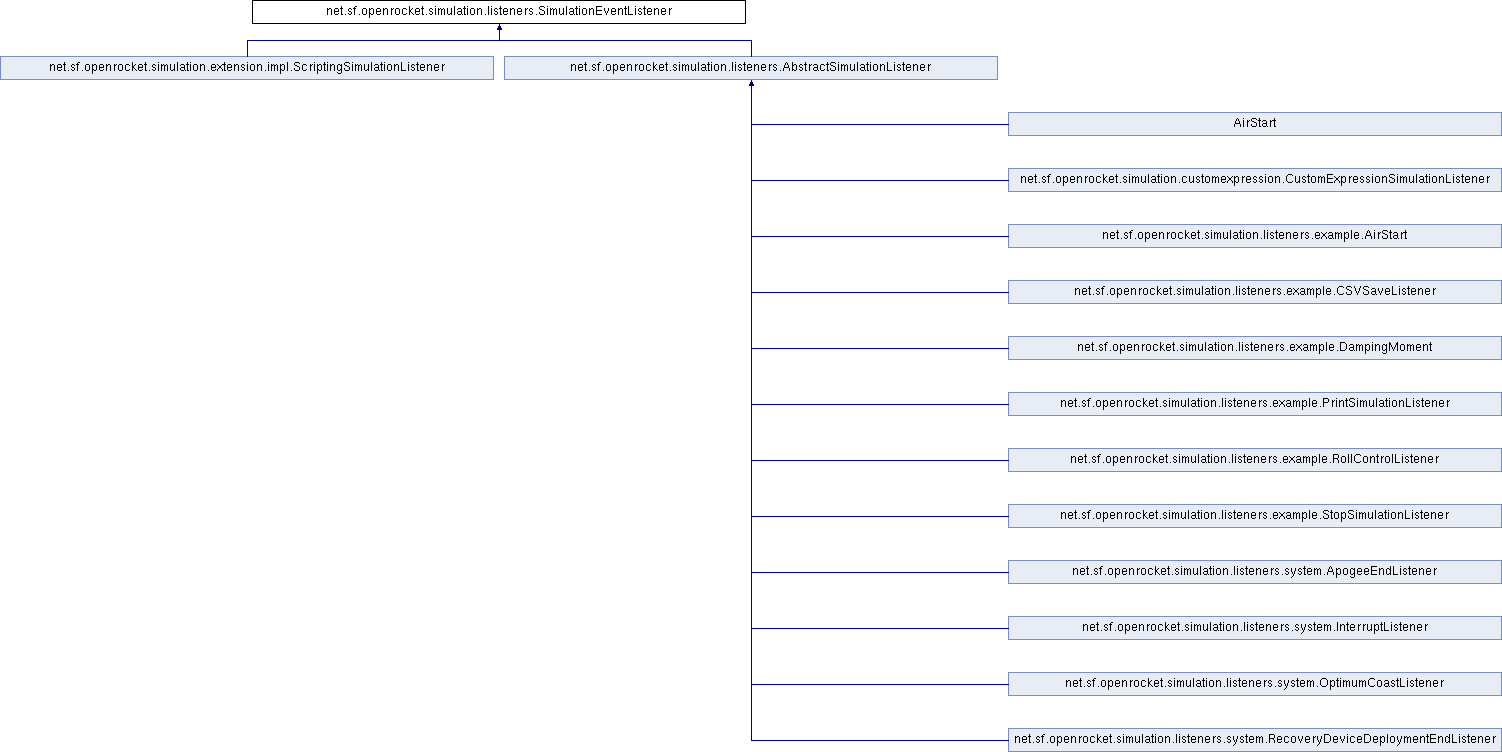 net.sf.openrocket.simulation.listeners.SimulationEventListener
net.sf.openrocket.simulation.extension.impl.ScriptingSimulationListener
net.sf.openrocket.simulation.listeners.AbstractSimulationListener
AirStart
net.sf.openrocket.simulation.customexpression.CustomExpressionSimulationListener
net.sf.openrocket.simulation.listeners.example.AirStart
net.sf.openrocket.simulation.listeners.example.CSVSaveListener
net.sf.openrocket.simulation.listeners.example.DampingMoment
net.sf.openrocket.simulation.listeners.example.PrintSimulationListener
net.sf.openrocket.simulation.listeners.example.RollControlListener
net.sf.openrocket.simulation.listeners.example.StopSimulationListener
net.sf.openrocket.simulation.listeners.system.ApogeeEndListener
net.sf.openrocket.simulation.listeners.system.InterruptListener
net.sf.openrocket.simulation.listeners.system.OptimumCoastListener
net.sf.openrocket.simulation.listeners.system.RecoveryDeviceDeploymentEndListener